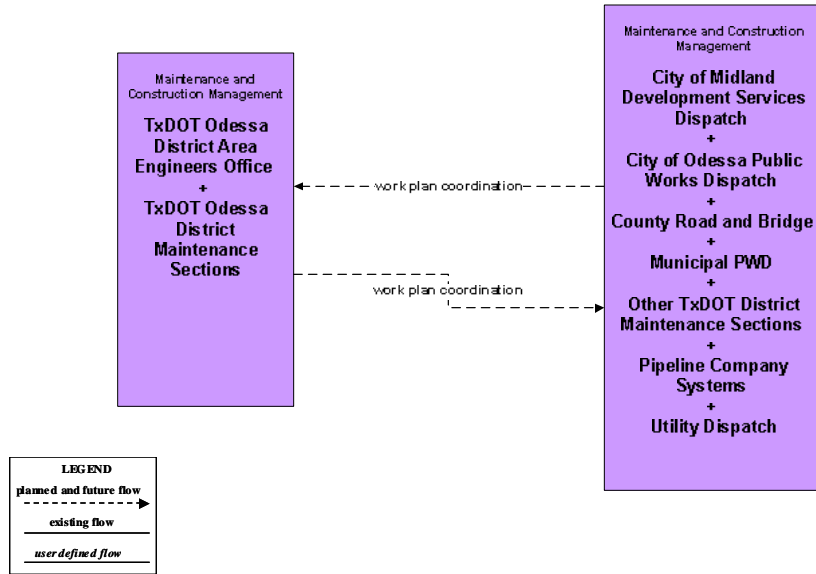 Maintenance and
Construction Management
TxDOT Odessa
District Area
Engineers Office
+
TxDOT Odessa
District
Maintenance
Sections
work plan coordination
work plan coordination
Maintenance and Construction
Management
City of Midland
Development Services
Dispatch
+
City of Odessa Public
Works Dispatch
+
County Road and Bridge
+
Municipal PWD
+
Other TxDOT District
Maintenance Sections
+
Pipeline Company
Systems
+
Utility Dispatch
LEGEND
planned and future flow
existing flow
user defined flow